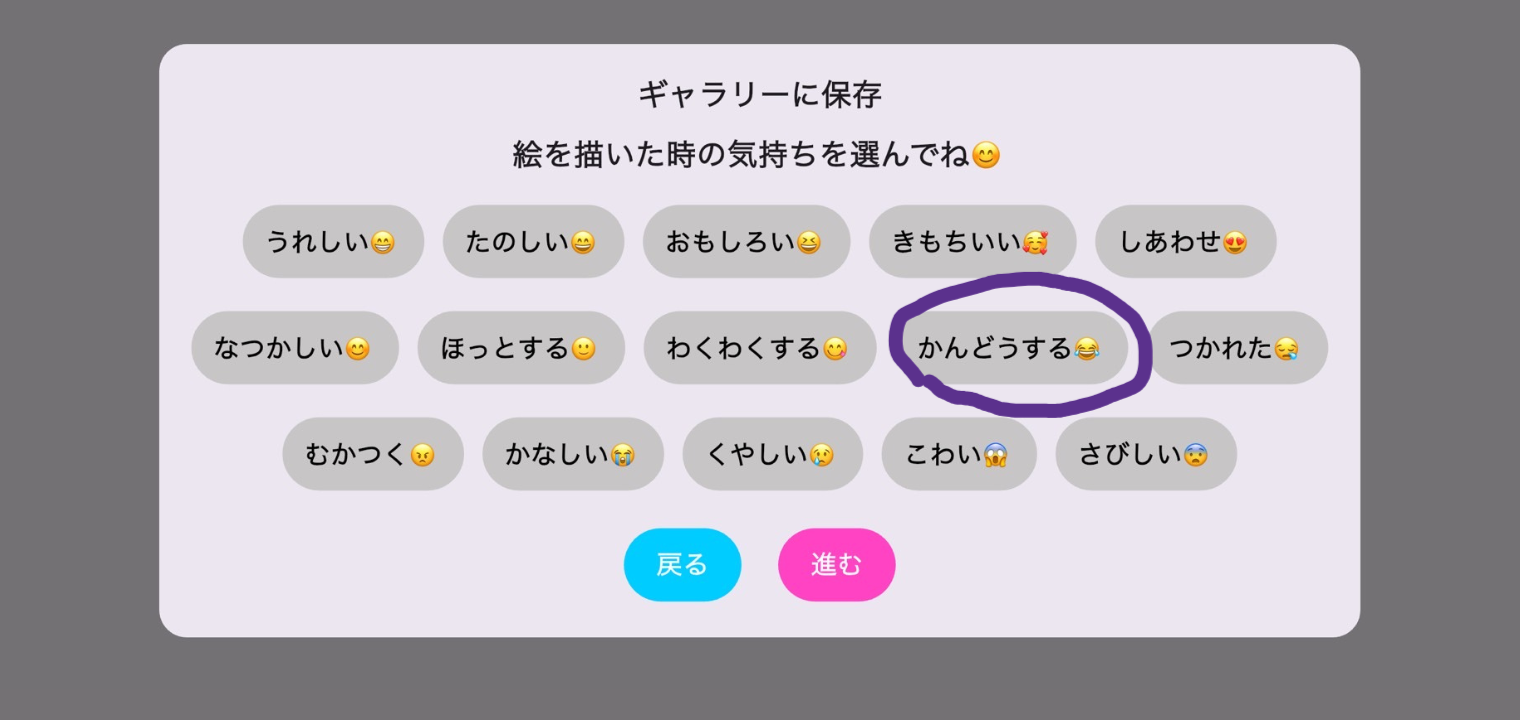 ギャラリーに保存
絵を描いた時の気持ちを選んでね😊
うれしい😁 たのしい😄 おもしろい😆 きもちいい🥰 しあわせ😍
なつかしい😊 ほっとする🙂 わくわくする😋 かんどうする😂 つかれた😪
むかつく😠 かなしい😭 くやしい😢 こわい😱 さびしい😨
戻る 進む